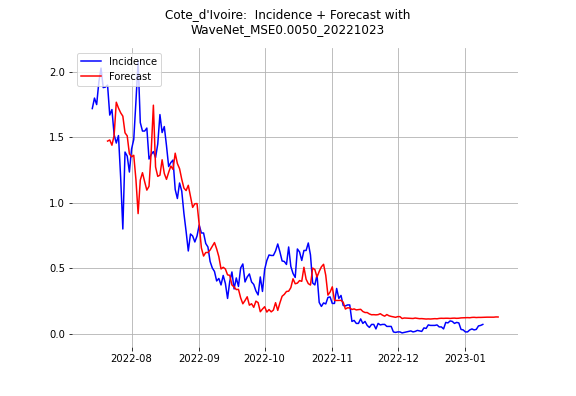 Cote_d'Ivoire:  Incidence + Forecast with
WaveNet_MSE0.0050_20221023
Incidence
Forecast
2.0
1.5
1.0
0.5
0.0
2022-08
2022-09
2022-10
2022-11
2022-12
2023-01